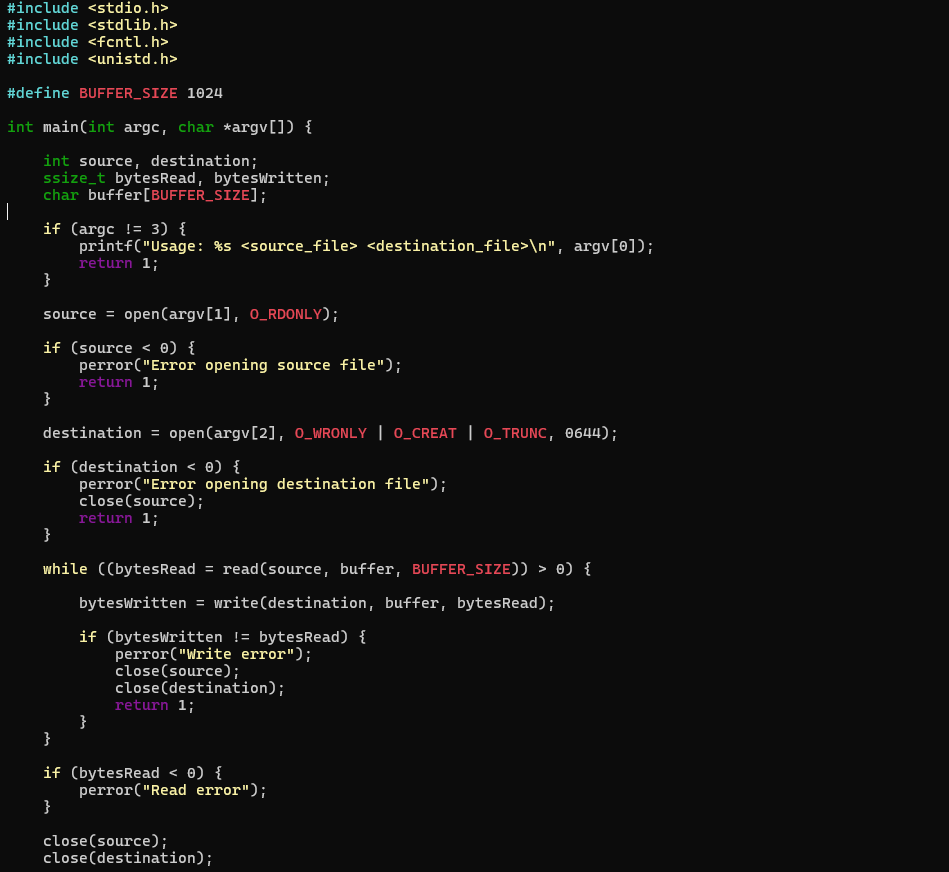 #include <stdio.h>
#include <stdlib.h>
#include <fcntl.h>
#include <unistd.h>

#define BUFFER_SIZE 1024

int main(int argc, char *argv[]) {

    int source, destination;
    ssize_t bytesRead, bytesWritten;
    char buffer[BUFFER_SIZE];

    if (argc != 3) {
        printf("Usage: %s <source_file> <destination_file>\n", argv[0]);
        return 1;
    }

    source = open(argv[1], O_RDONLY);

    if (source < 0) {
        perror("Error opening source file");
        return 1;
    }

    destination = open(argv[2], O_WRONLY | O_CREAT | O_TRUNC, 0644);

    if (destination < 0) {
        perror("Error opening destination file");
        close(source);
        return 1;
    }

    while ((bytesRead = read(source, buffer, BUFFER_SIZE)) > 0) {

        bytesWritten = write(destination, buffer, bytesRead);

        if (bytesWritten != bytesRead) {
            perror("Write error");
            close(source);
            close(destination);
            return 1;
        }
    }

    if (bytesRead < 0) {
        perror("Read error");
    }

    close(source);
    close(destination);